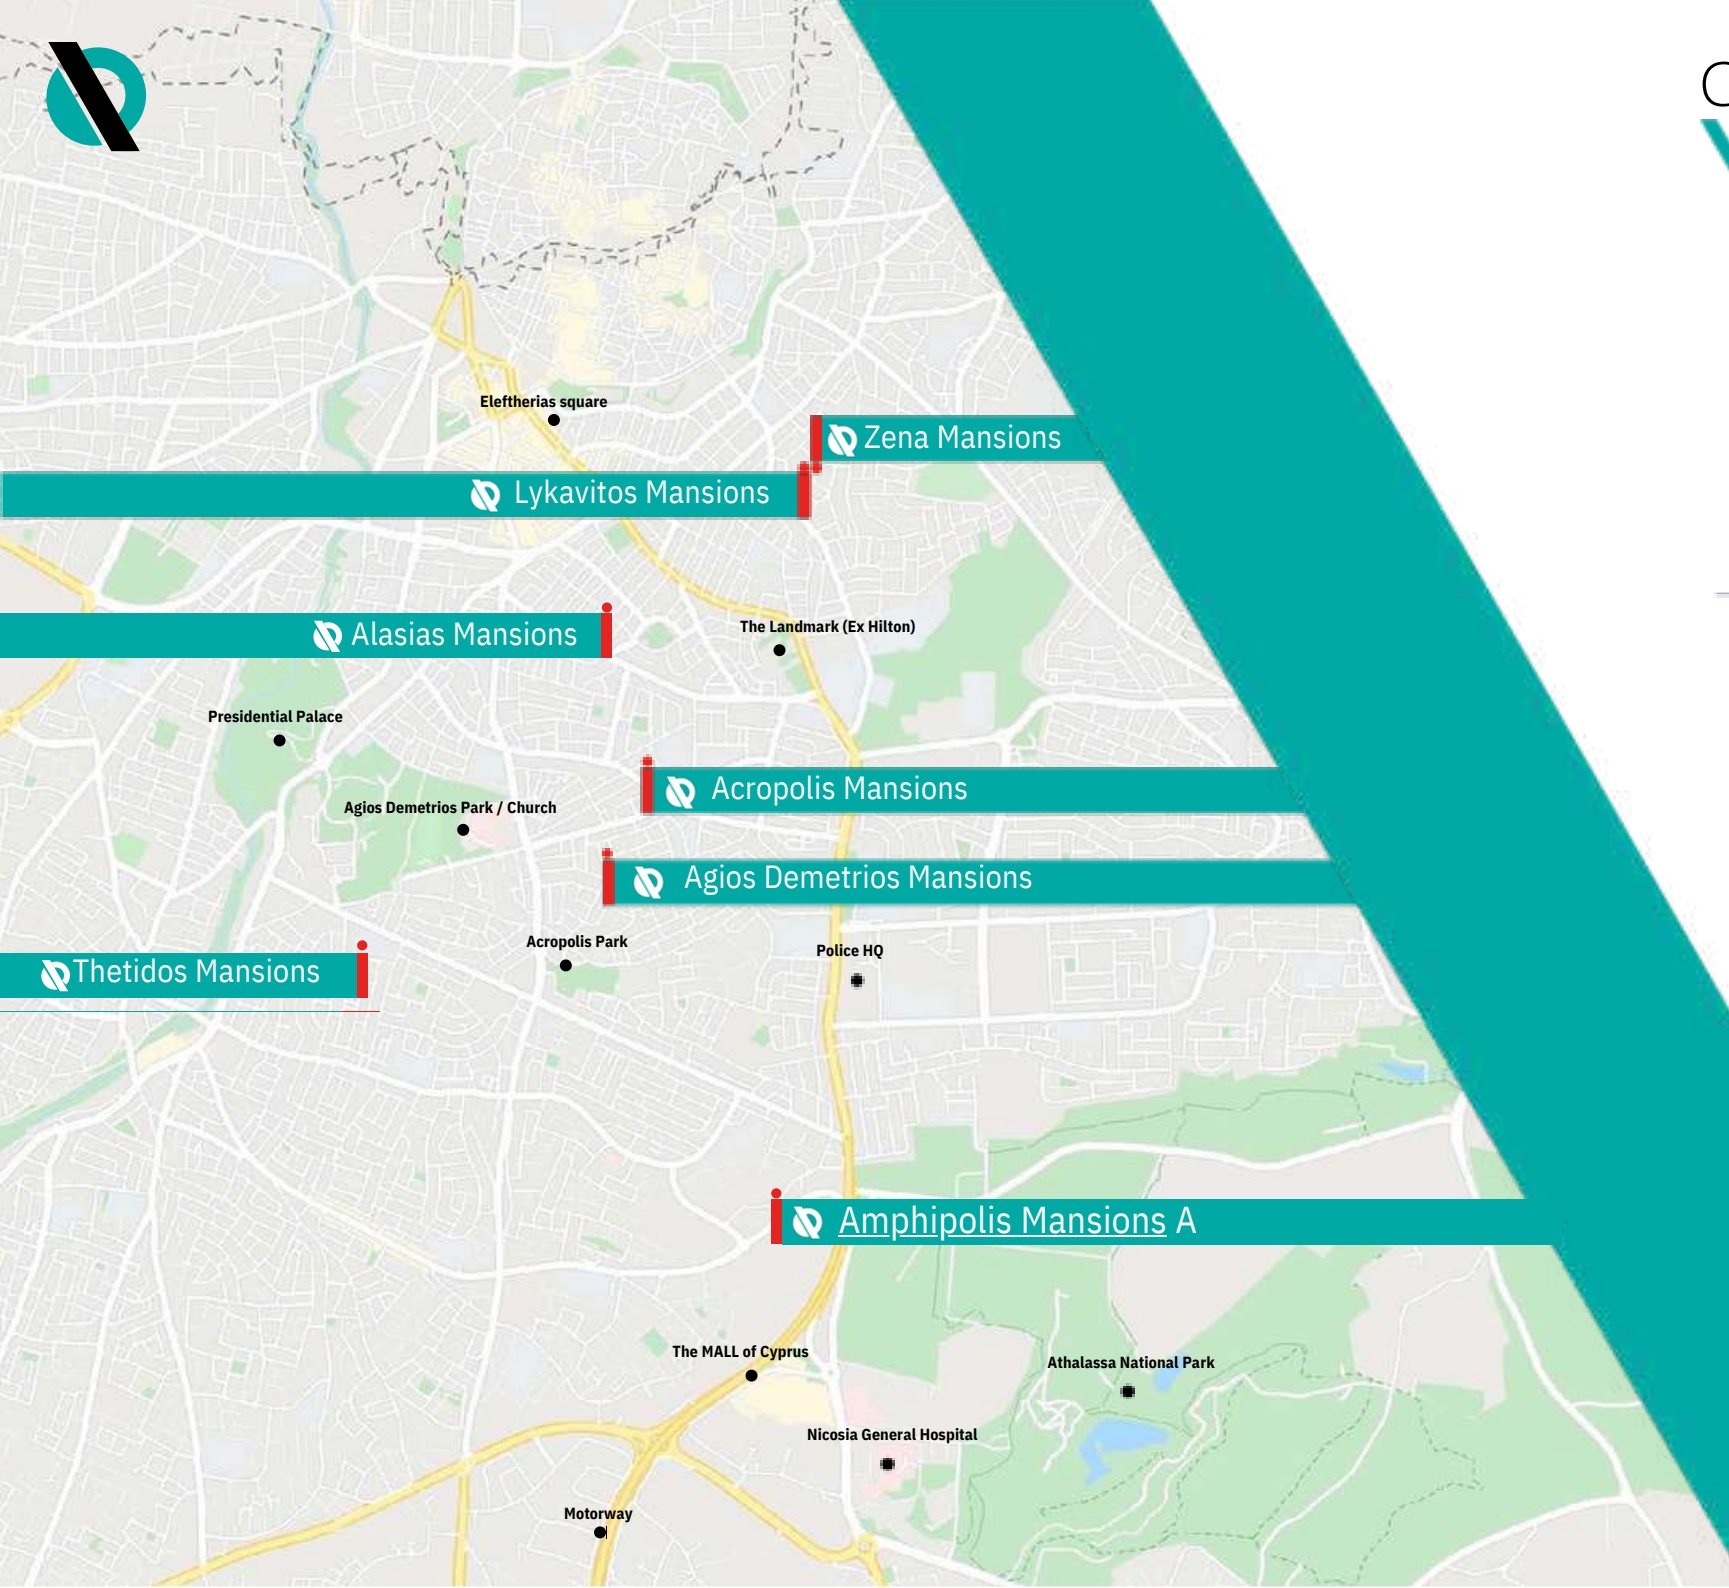 Eleftherias square
Zena Mansions
Lykavitos Mansions
The Landmark (Ex Hilton)
Alasias Mansions
Presidential Palace
Acropolis Mansions
Agios Demetrios Park / Church
Agios Demetrios Mansions
Acropolis Park
Police HQ
Thetidos Mansions
Amphipolis Mansions A
The MALL of Cyprus
Athalassa National Park
Nicosia General Hospital
Motorway